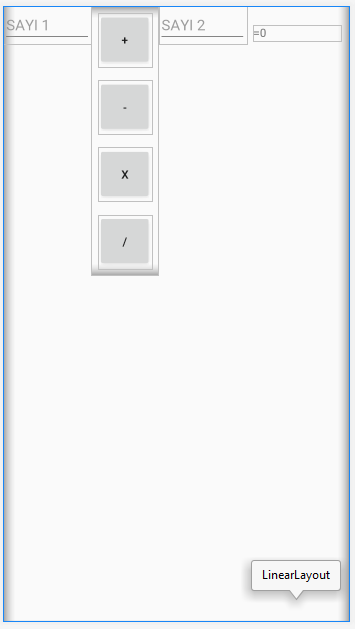 SAYI 1
+
-
X
/
SAYI 2
=0
LinearLayout